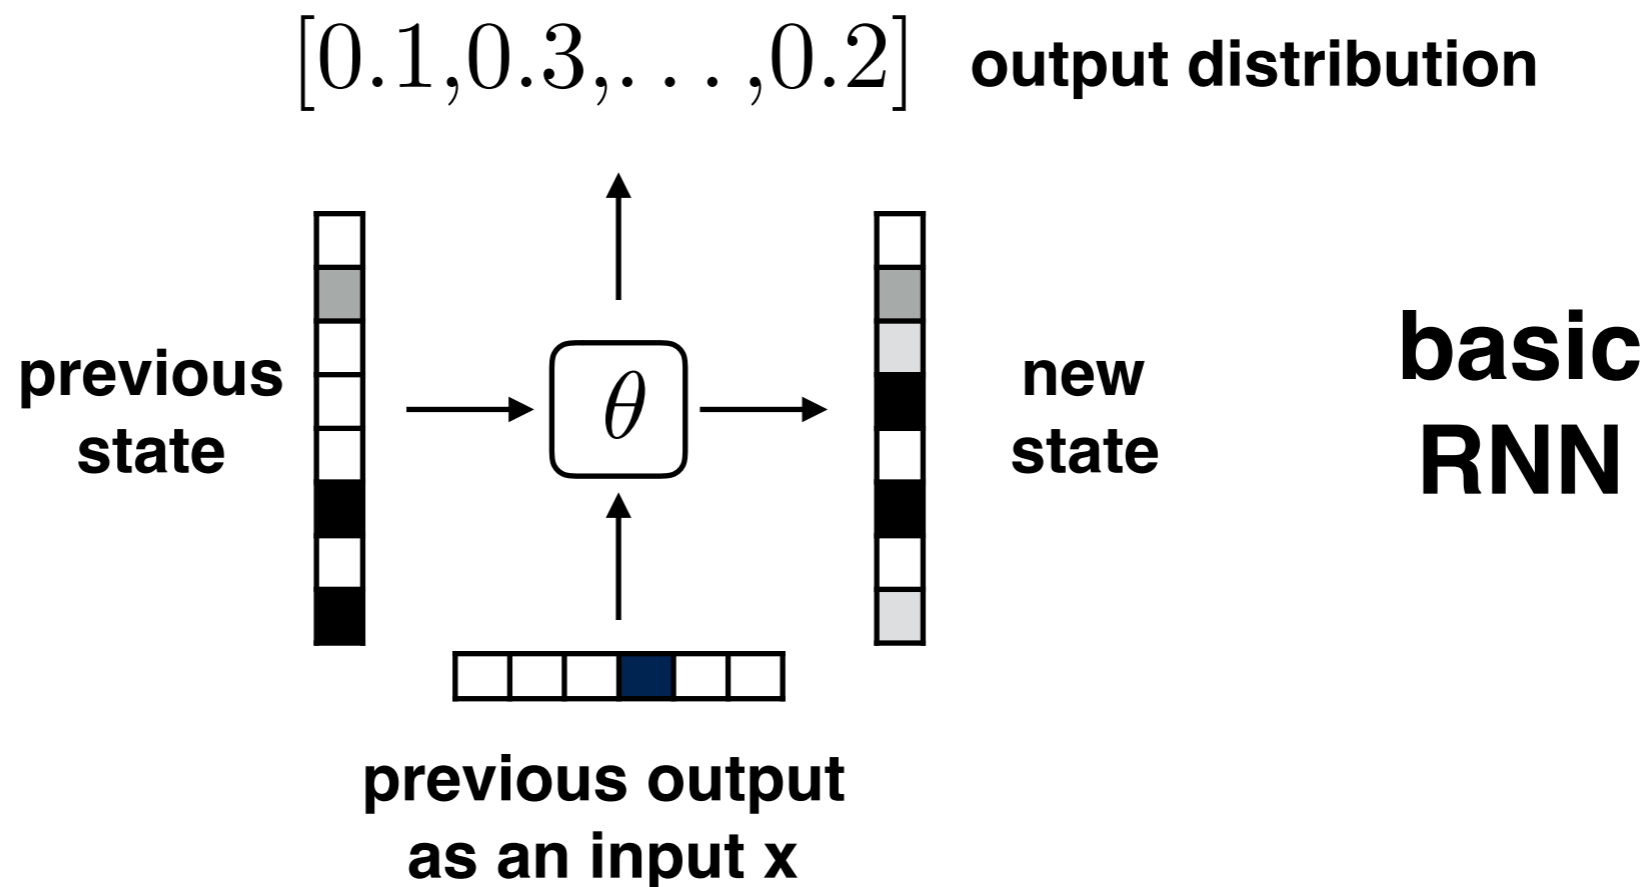 [0.1,0.3,. . . ,0.2] output distribution
previous
state
θ
new
state
basic
RNN
previous output
as an input x